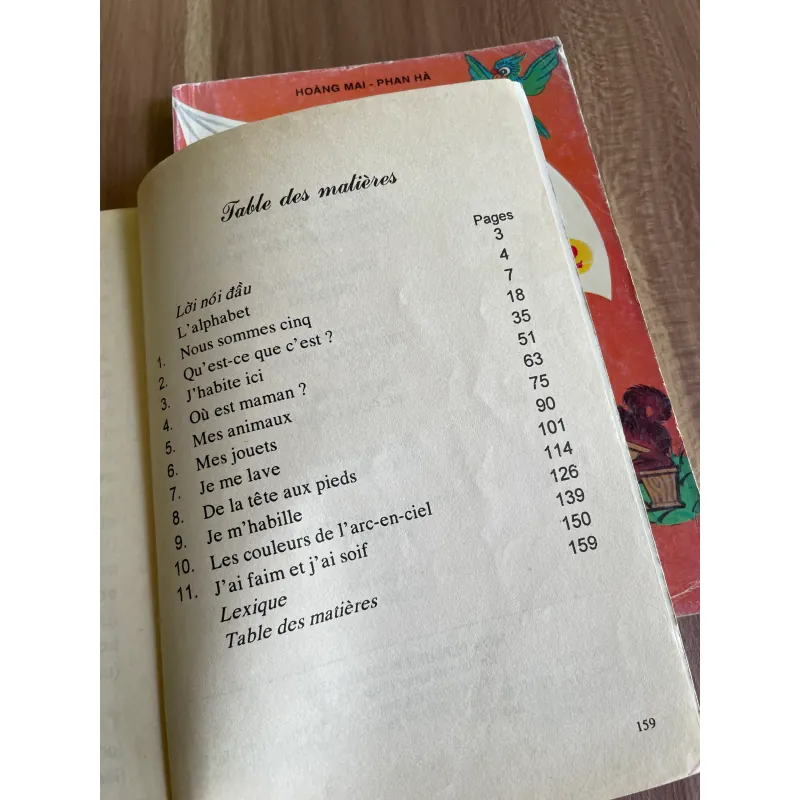 HOÀNG MAI - PHAN HÀ
Table des matières
Pages
Lời nói đầu 3
L'alphabet 4
1. Nous sommes cinq 7
2. Qu'est-ce que c'est ? 18
3. J'habite ici 35
4. Où est maman ? 51
5. Mes animaux 63
6. Mes jouets 75
7. Je me lave 90
8. De la tête aux pieds 101
9. Je m'habille 114
10. Les couleurs de l'arc-en-ciel 126
11. J'ai faim et j'ai soif 139
Lexique 150
Table des matières 159
159